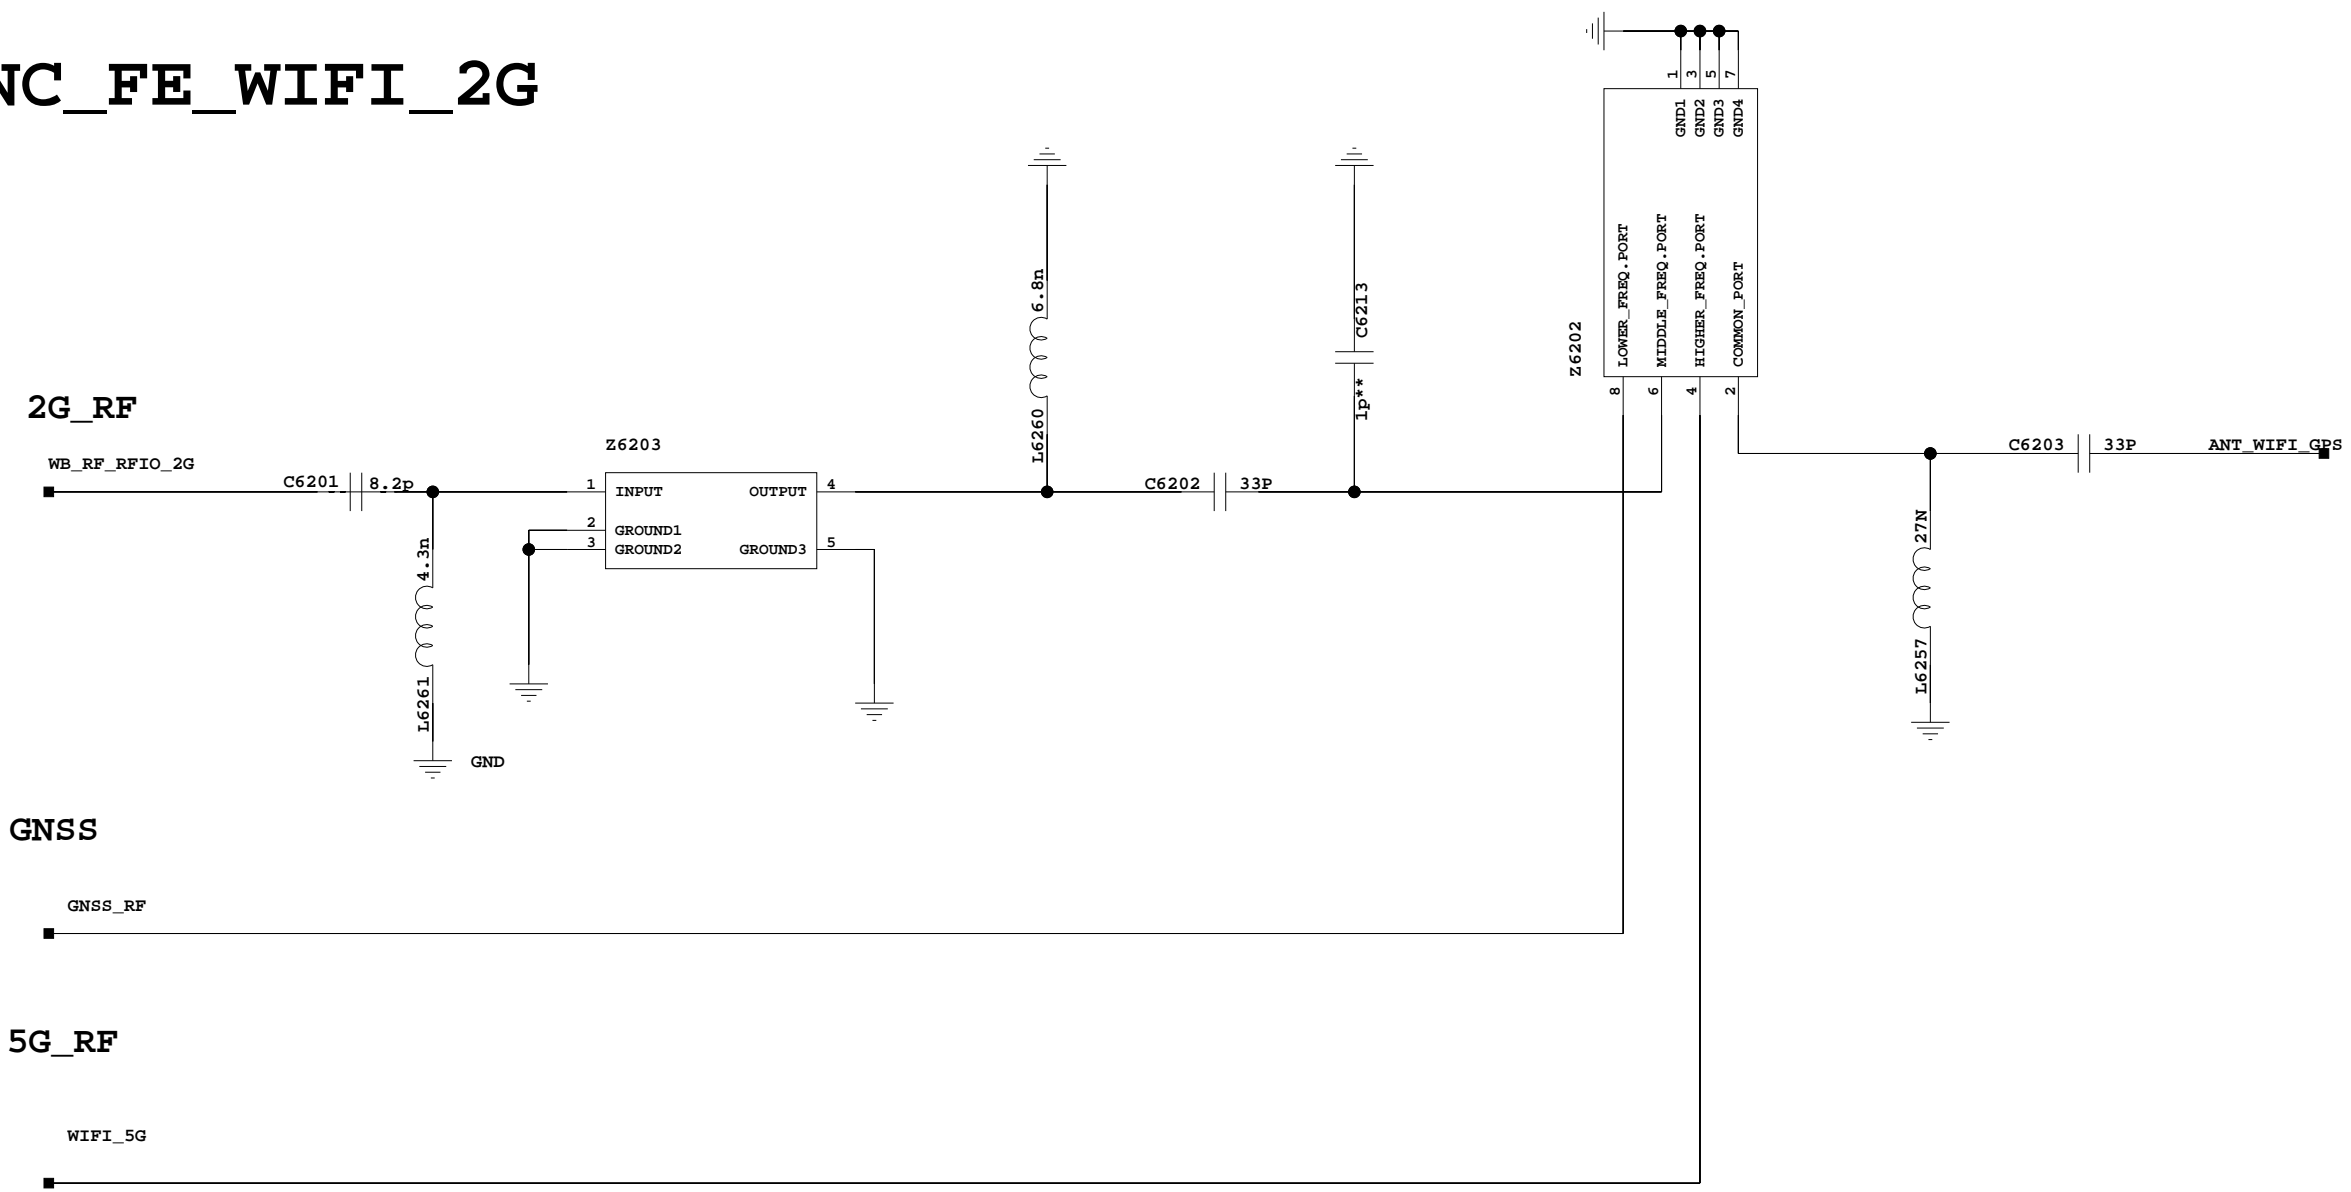 NC_FE_WIFI_2G
1
3
5
7
GND1
GND2
GND3
GND4
LOWER_FREQ.PORT
MIDDLE_FREQ.PORT
HIGHER_FREQ.PORT
COMMON_PORT
Z6202
8
6
4
2
6.8n
L6260
C6213
1p**
2G_RF
WB_RF_RFIO_2G
C6201
8.2p
Z6203
1
INPUT
OUTPUT
4
2
GROUND1
3
GROUND2
GROUND3
5
C6202
33P
C6203
33P
ANT_WIFI_GPS
4.3n
L6261
GND
27N
L6257
GNSS
GNSS_RF
5G_RF
WIFI_5G